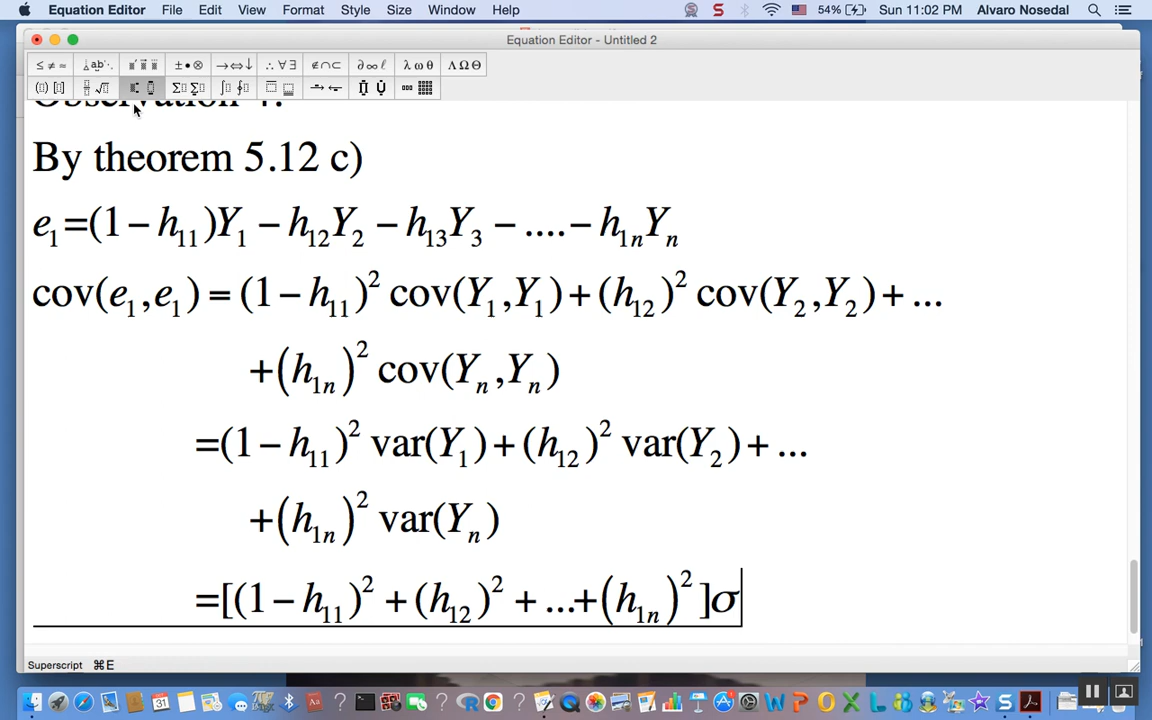 Equation Editor File Edit View Format Style Size Window Help 54% Sun 11:02 PM Alvaro Nosedal
Equation Editor - Untitled 2
Observation 4:
By theorem 5.12 c)
e₁=(1−h₁₁)Y₁ − h₁₂Y₂ − h₁₃Y₃ − ....− h₁ₙYₙ
cov(e₁,e₁) = (1−h₁₁)² cov(Y₁,Y₁)+(h₁₂)² cov(Y₂,Y₂)+...
+(h₁ₙ)² cov(Yₙ,Yₙ)
=(1−h₁₁)² var(Y₁)+(h₁₂)² var(Y₂)+...
+(h₁ₙ)² var(Yₙ)
=[(1−h₁₁)² +(h₁₂)² + ...+(h₁ₙ)² ]σ
Superscript ⌘E